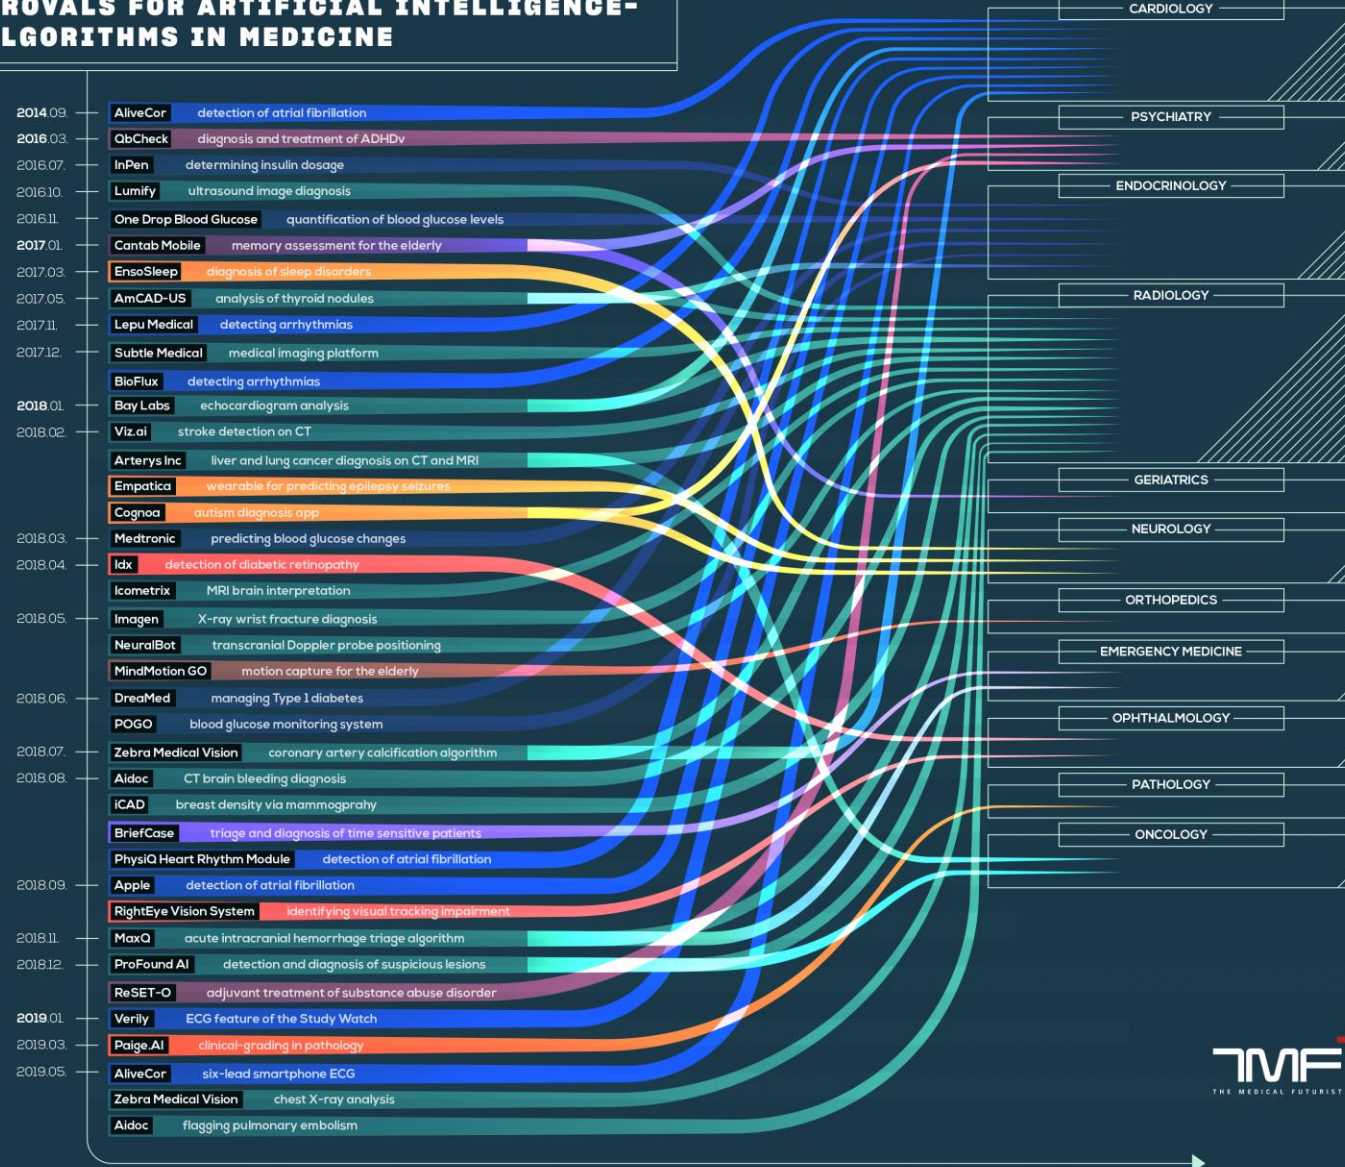 ROVALS FOR ARTIFICIAL INTELLIGENCE-
LGORITHMS IN MEDICINE
2014.09. AliveCor detection of atrial fibrillation
2016.03. QbCheck diagnosis and treatment of ADHDv
2016.07. InPen determining insulin dosage
2016.10. Lumify ultrasound image diagnosis
2016.11. One Drop Blood Glucose quantification of blood glucose levels
2017.01. Cantab Mobile memory assessment for the elderly
2017.03. EnsoSleep diagnosis of sleep disorders
2017.05. AmCAD-US analysis of thyroid nodules
2017.11. Lepu Medical detecting arrhythmias
2017.12. Subtle Medical medical imaging platform
BioFlux detecting arrhythmias
2018.01. Bay Labs echocardiogram analysis
2018.02. Viz.ai stroke detection on CT
Arterys Inc liver and lung cancer diagnosis on CT and MRI
Empatica wearable for predicting epilepsy seizures
Cognoa autism diagnosis app
2018.03. Medtronic predicting blood glucose changes
2018.04. Idx detection of diabetic retinopathy
Icometrix MRI brain interpretation
2018.05. Imagen X-ray wrist fracture diagnosis
NeuralBot transcranial Doppler probe positioning
MindMotion GO motion capture for the elderly
2018.06. DreaMed managing Type 1 diabetes
POGO blood glucose monitoring system
2018.07. Zebra Medical Vision coronary artery calcification algorithm
2018.08. Aidoc CT brain bleeding diagnosis
iCAD breast density via mammogprahy
BriefCase triage and diagnosis of time sensitive patients
PhysiQ Heart Rhythm Module detection of atrial fibrillation
2018.09. Apple detection of atrial fibrillation
RightEye Vision System identifying visual tracking impairment
2018.11. MaxQ acute intracranial hemorrhage triage algorithm
2018.12. ProFound AI detection and diagnosis of suspicious lesions
ReSET-O adjuvant treatment of substance abuse disorder
2019.01. Verily ECG feature of the Study Watch
2019.03. Paige.AI clinical-grading in pathology
2019.05. AliveCor six-lead smartphone ECG
Zebra Medical Vision chest X-ray analysis
Aidoc flagging pulmonary embolism
CARDIOLOGY
PSYCHIATRY
ENDOCRINOLOGY
RADIOLOGY
GERIATRICS
NEUROLOGY
ORTHOPEDICS
EMERGENCY MEDICINE
OPHTHALMOLOGY
PATHOLOGY
ONCOLOGY
TMF
THE MEDICAL FUTURIST